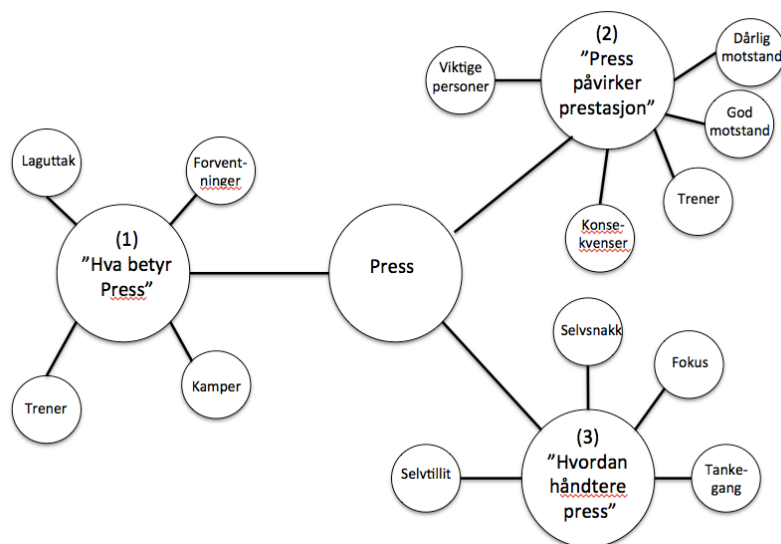 (1)
”Hva betyr
Press”
Laguttak
Forvent-
ninger
Trener
Kamper
Press
(2)
”Press
påvirker
prestasjon”
Viktige
personer
Dårlig
motstand
God
motstand
Trener
Konse-
kvenser
(3)
”Hvordan
håndtere
press”
Selvsnakk
Fokus
Selvtillit
Tanke-
gang